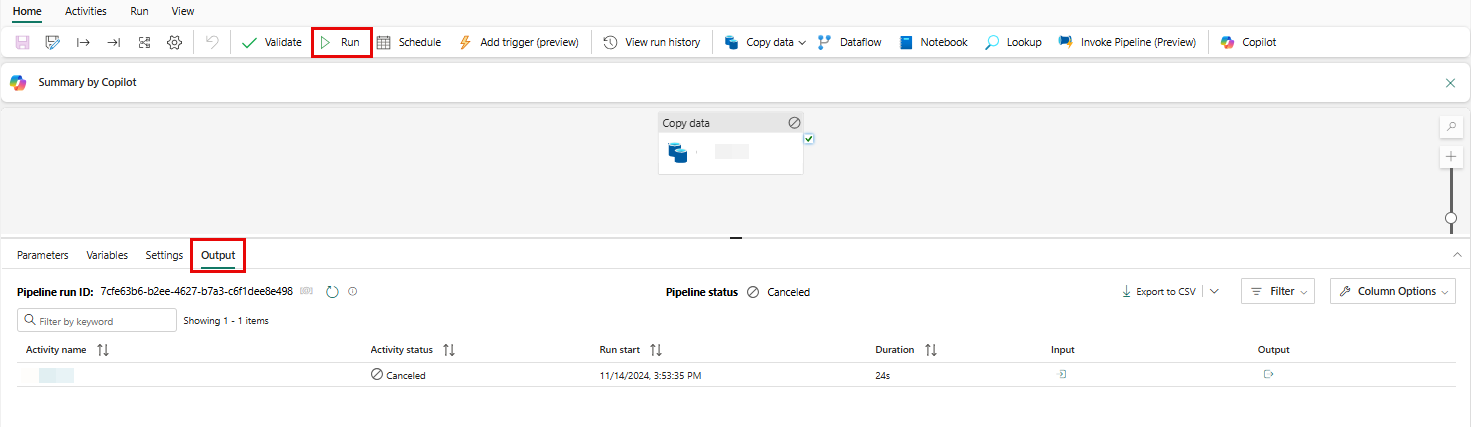 Home Activities Run View
Validate Run Schedule Add trigger (preview) View run history Copy data Dataflow Notebook Lookup Invoke Pipeline (Preview) Copilot
Summary by Copilot
Copy data
Parameters Variables Settings Output
Pipeline run ID: 7cfe63b6-b2ee-4627-b7a3-c6f1dee8e498 Pipeline status Canceled Export to CSV Filter Column Options
Filter by keyword Showing 1 - 1 items
Activity name Activity status Run start Duration Input Output
Canceled 11/14/2024, 3:53:35 PM 24s